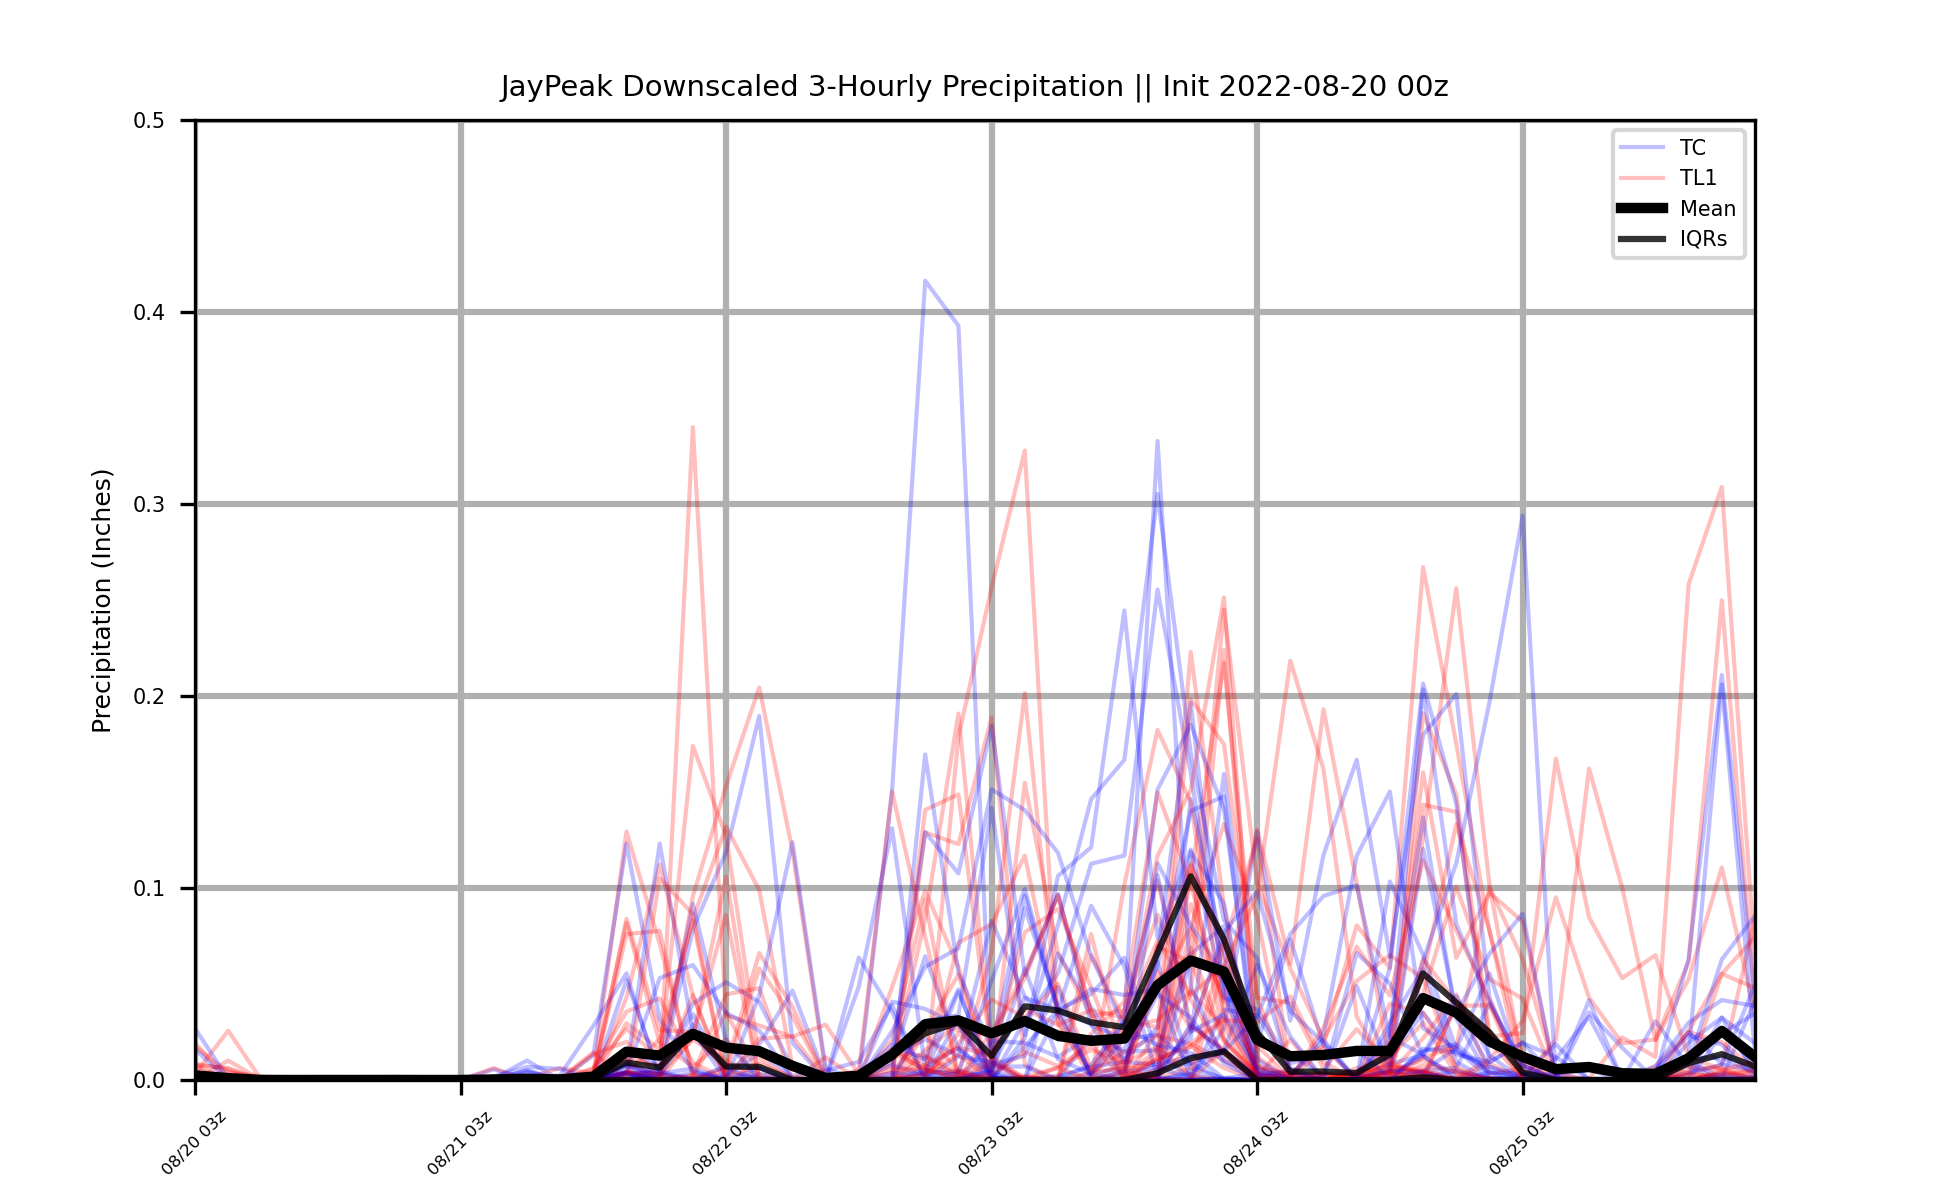 JayPeak Downscaled 3-Hourly Precipitation || Init 2022-08-20 00z
TC
TL1
Mean
IQRs
Precipitation (Inches)
0.5
0.4
0.3
0.2
0.1
0.0
08/20 03z
08/21 03z
08/22 03z
08/23 03z
08/24 03z
08/25 03z